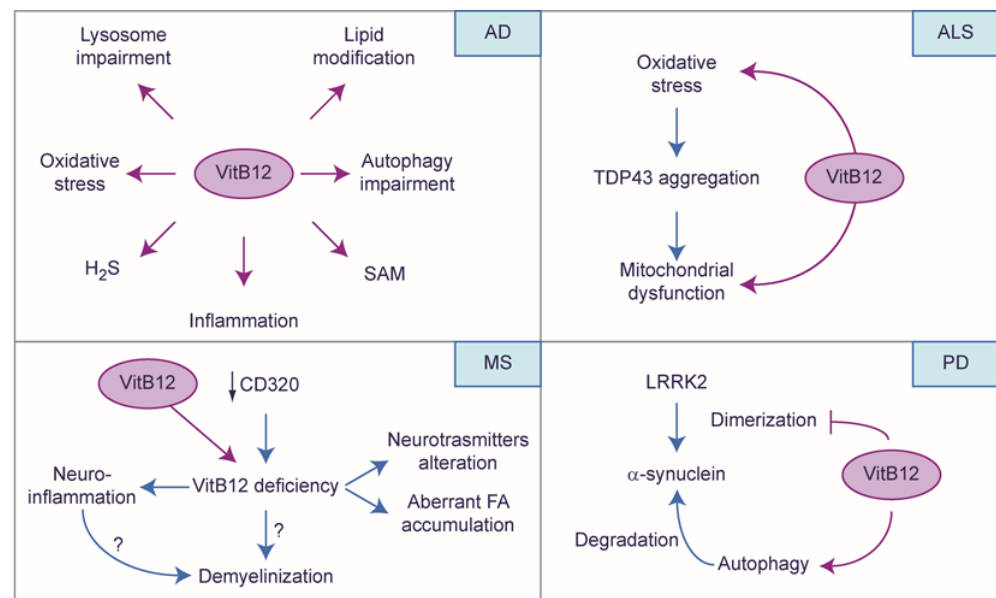 AD
Lysosome
impairment
Lipid
modification
Oxidative
stress
VitB12
Autophagy
impairment
H₂S
SAM
Inflammation
ALS
Oxidative
stress
TDP43 aggregation
VitB12
Mitochondrial
dysfunction
MS
VitB12
CD320
Neurotrasmitters
alteration
Neuro-
inflammation
VitB12 deficiency
Aberrant FA
accumulation
?
?
Demyelinization
PD
LRRK2
Dimerization
α-synuclein
VitB12
Degradation
Autophagy